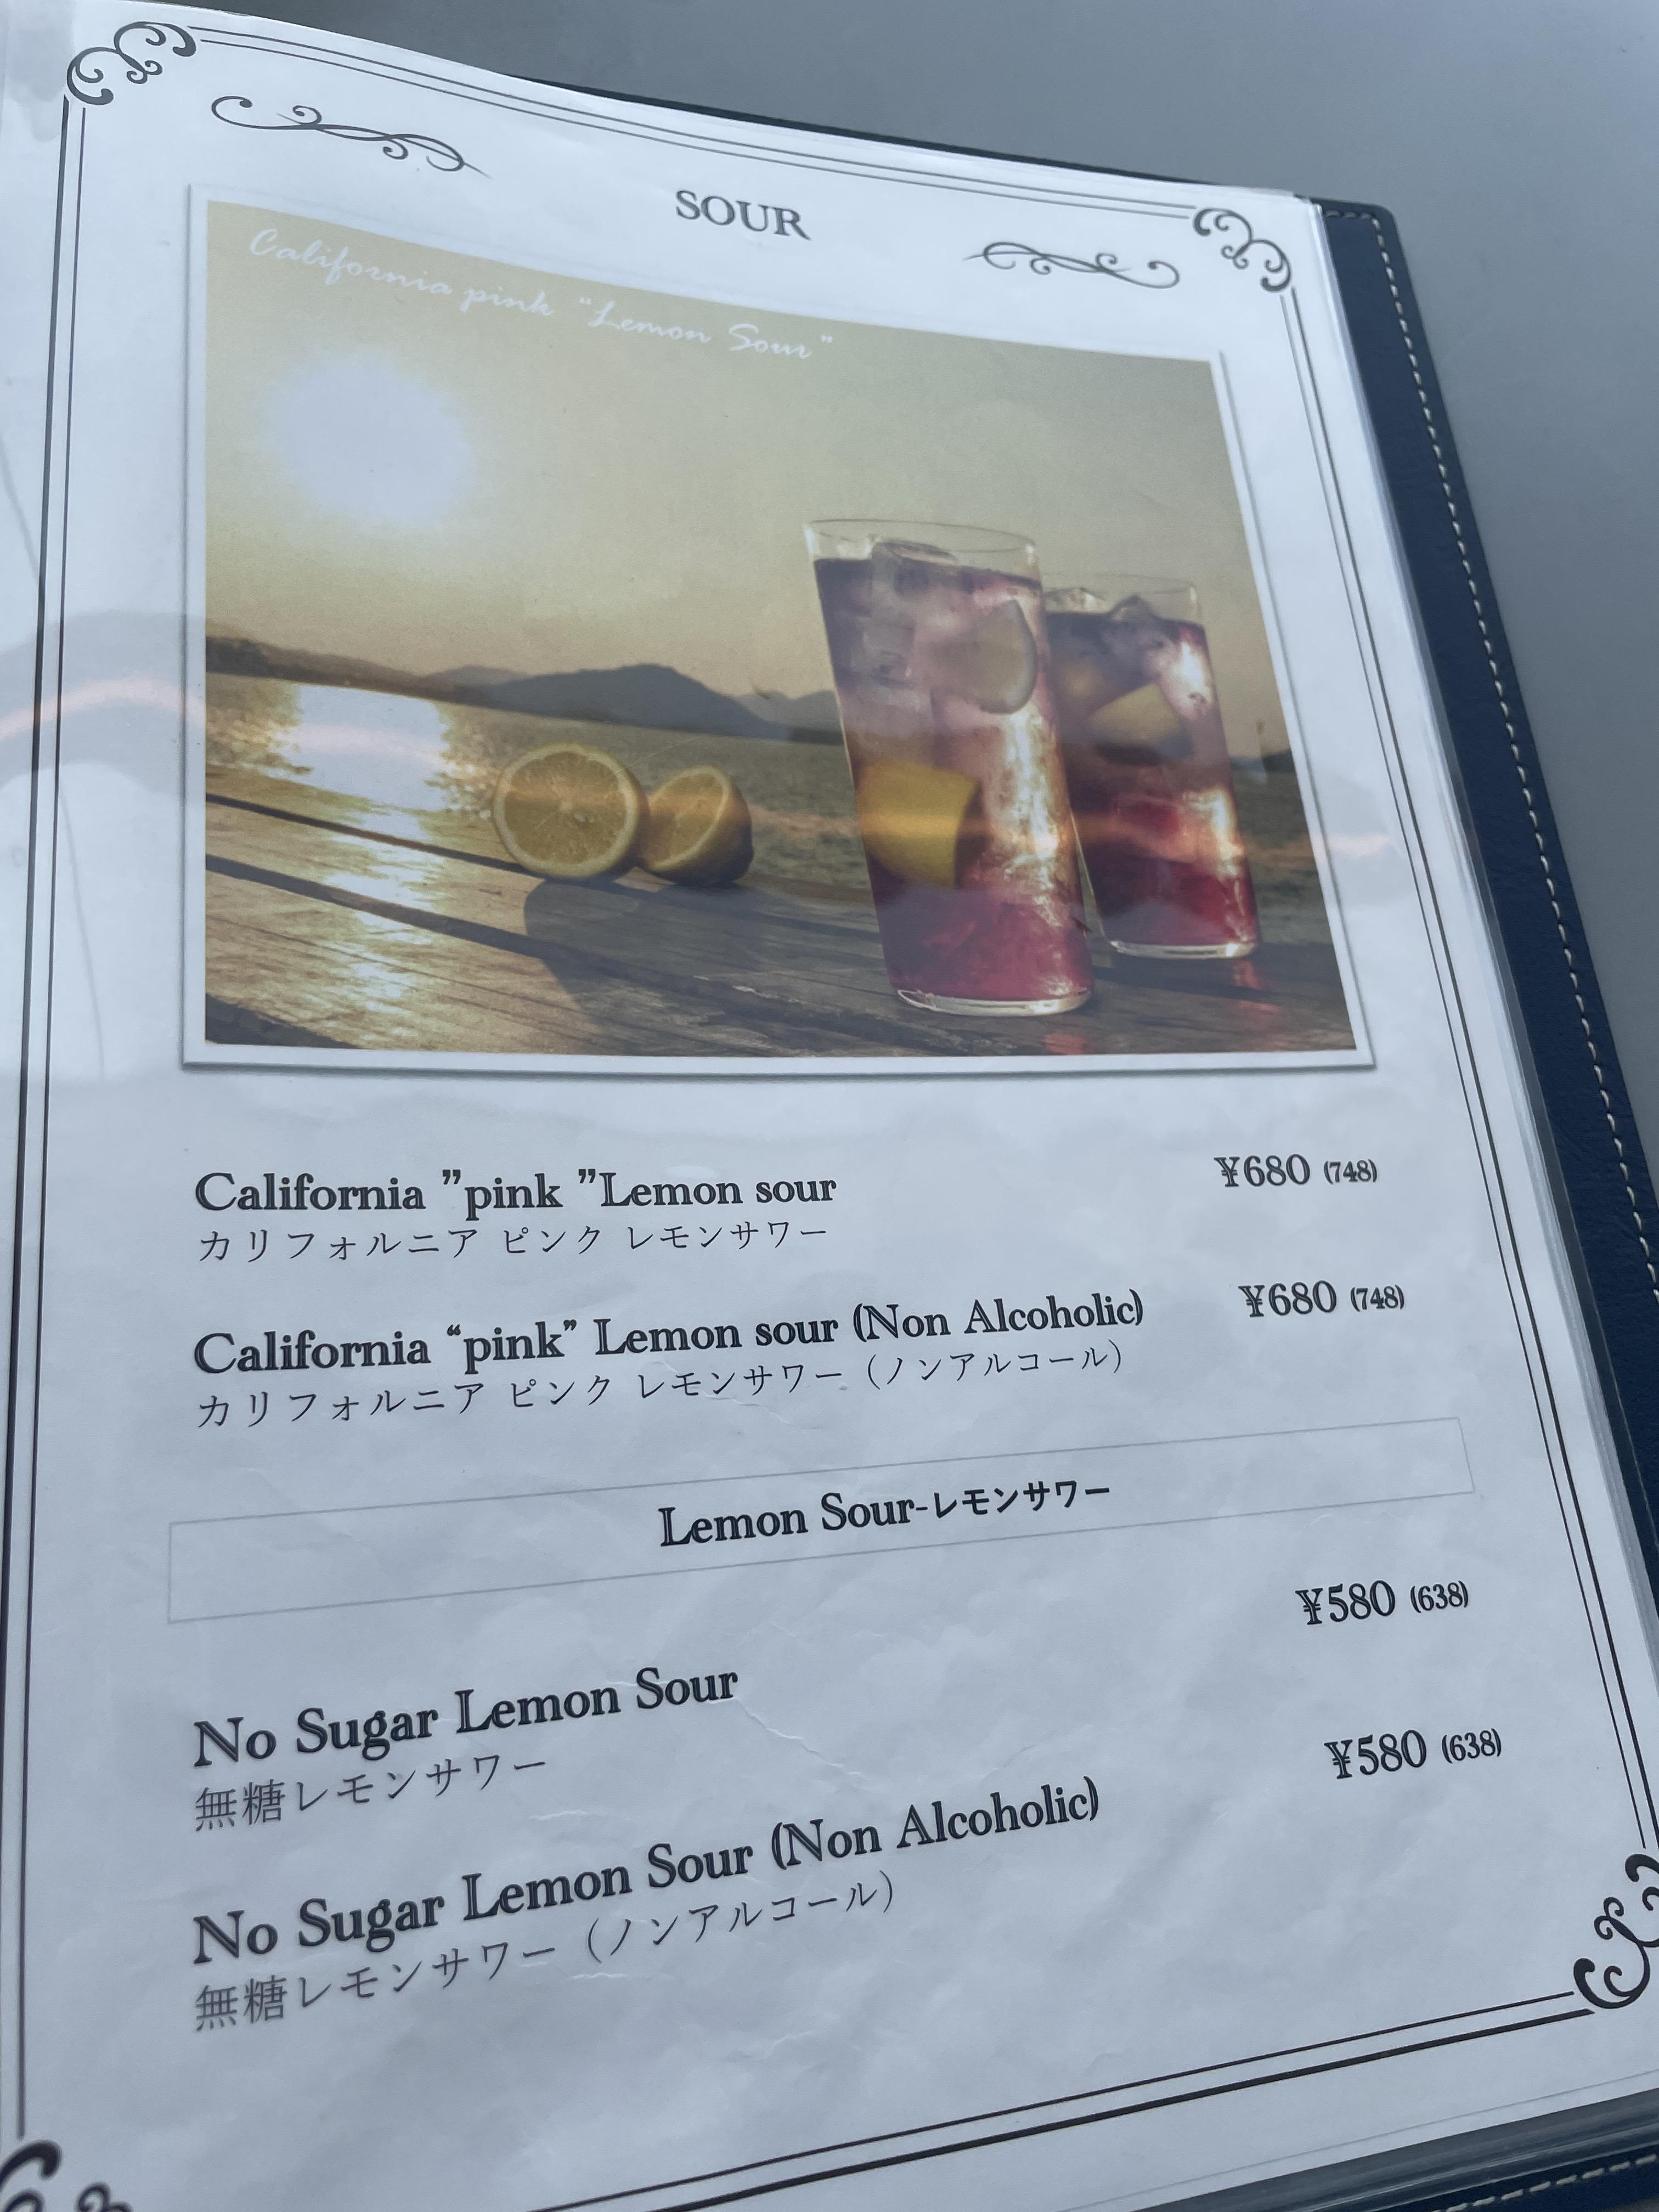 SOUR
California pink "Lemon Sour"
California ”pink ”Lemon sour ¥680 (748)
カリフォルニア ピンク レモンサワー
California “pink” Lemon sour (Non Alcoholic) ¥680 (748)
カリフォルニア ピンク レモンサワー（ノンアルコール）
Lemon Sour-レモンサワー
No Sugar Lemon Sour ¥580 (638)
無糖レモンサワー
No Sugar Lemon Sour (Non Alcoholic) ¥580 (638)
無糖レモンサワー（ノンアルコール）